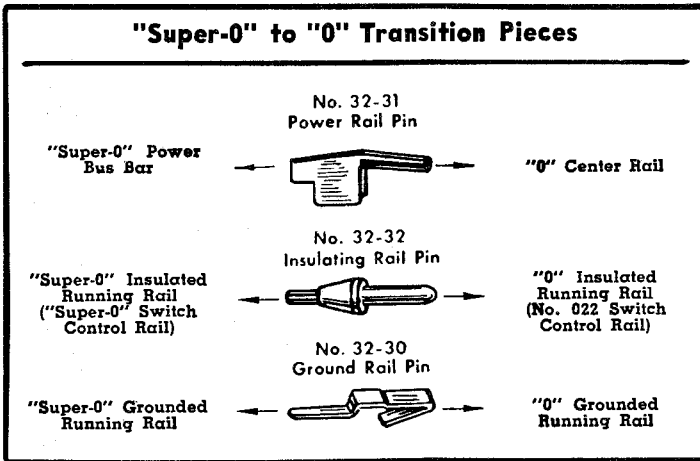 "Super-0" to "0" Transition Pieces
No. 32-31
Power Rail Pin
"Super-0" Power
Bus Bar
"0" Center Rail
No. 32-32
Insulating Rail Pin
"Super-0" Insulated
Running Rail
("Super-0" Switch
Control Rail)
"0" Insulated
Running Rail
(No. 022 Switch
Control Rail)
No. 32-30
Ground Rail Pin
"Super-0" Grounded
Running Rail
"0" Grounded
Running Rail